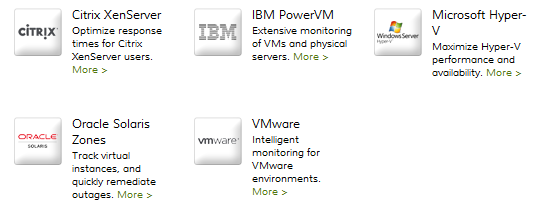 CITRIX
Citrix XenServer
Optimize response
times for Citrix
XenServer users.
More >
IBM
IBM PowerVM
Extensive monitoring
of VMs and physical
servers. More >
WindowsServer
Hyper-V
Microsoft Hyper-
V
Maximize Hyper-V
performance and
availability. More >
ORACLE
SOLARIS
Oracle Solaris
Zones
Track virtual
instances, and
quickly remediate
outages. More >
vmware
VMware
Intelligent
monitoring for
VMware
environments.
More >